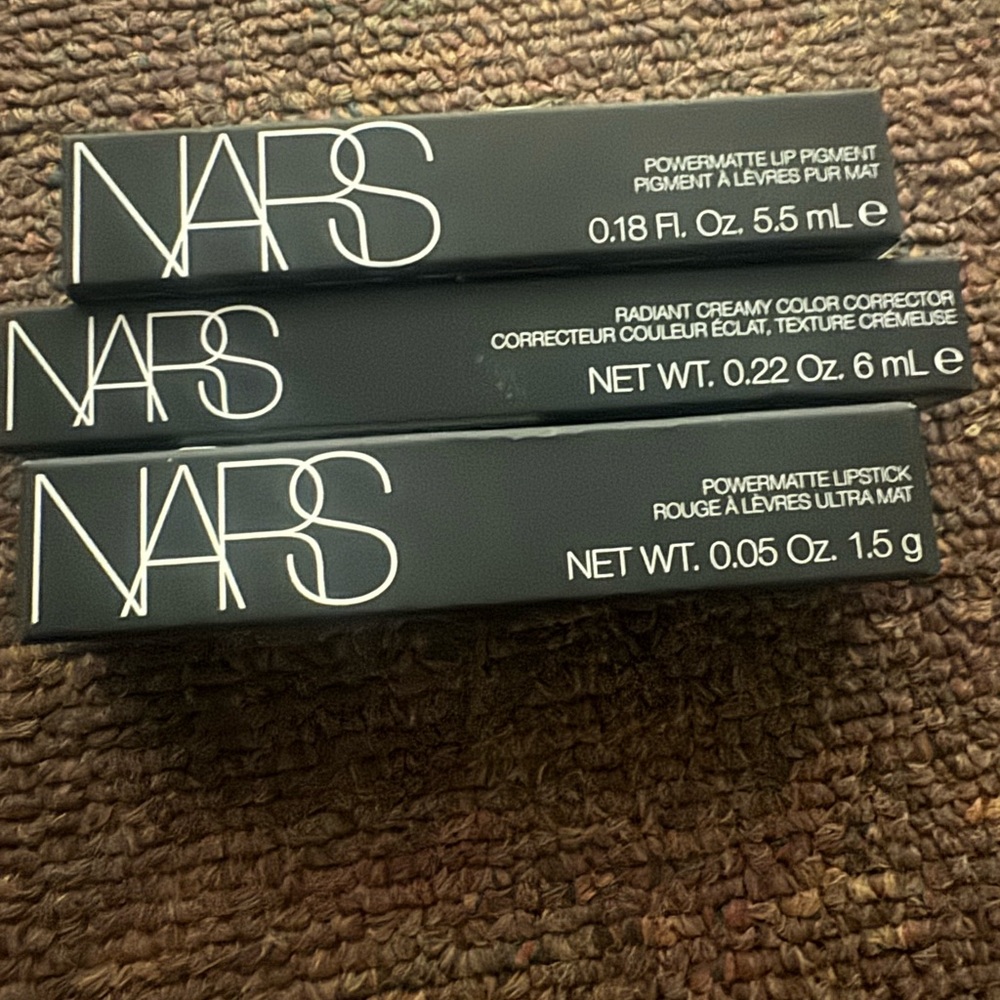 NARS
POWERMATTE LIP PIGMENT
PIGMENT À LÈVRES PUR MAT
0.18 Fl. Oz. 5.5 mL ℮
NARS
RADIANT CREAMY COLOR CORRECTOR
CORRECTEUR COULEUR ÉCLAT, TEXTURE CRÉMEUSE
NET WT. 0.22 Oz. 6 mL ℮
NARS
POWERMATTE LIPSTICK
ROUGE À LÈVRES ULTRA MAT
NET WT. 0.05 Oz. 1.5 g